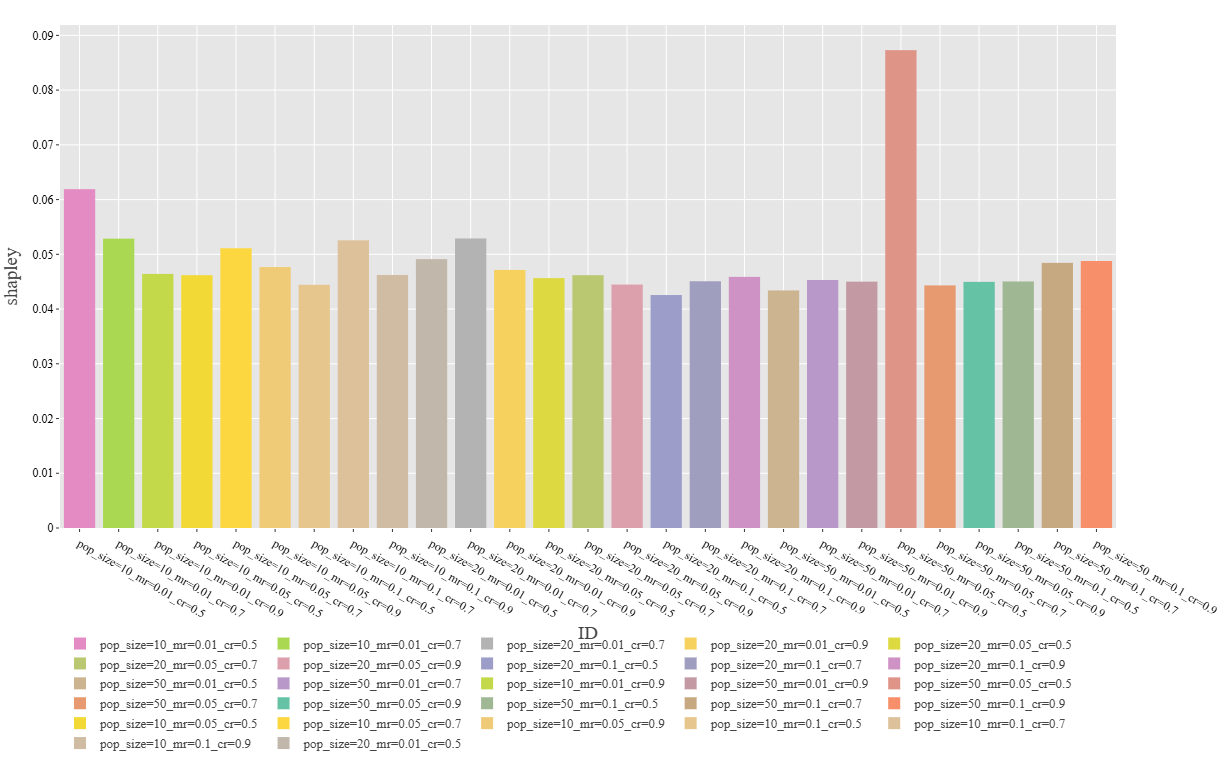 0.09
0.08
0.07
0.06
0.05
0.04
0.03
0.02
0.01
0
shapley
pop_size=10_mr=0.01_cr=0.5
pop_size=10_mr=0.01_cr=0.7
pop_size=10_mr=0.01_cr=0.9
pop_size=10_mr=0.05_cr=0.5
pop_size=10_mr=0.05_cr=0.7
pop_size=10_mr=0.05_cr=0.9
pop_size=10_mr=0.1_cr=0.5
pop_size=10_mr=0.1_cr=0.7
pop_size=10_mr=0.1_cr=0.9
pop_size=20_mr=0.01_cr=0.5
pop_size=20_mr=0.01_cr=0.7
pop_size=20_mr=0.01_cr=0.9
pop_size=20_mr=0.05_cr=0.5
pop_size=20_mr=0.05_cr=0.7
pop_size=20_mr=0.05_cr=0.9
pop_size=20_mr=0.1_cr=0.5
pop_size=20_mr=0.1_cr=0.7
pop_size=20_mr=0.1_cr=0.9
pop_size=50_mr=0.01_cr=0.5
pop_size=50_mr=0.01_cr=0.7
pop_size=50_mr=0.01_cr=0.9
pop_size=50_mr=0.05_cr=0.5
pop_size=50_mr=0.05_cr=0.7
pop_size=50_mr=0.05_cr=0.9
pop_size=50_mr=0.1_cr=0.5
pop_size=50_mr=0.1_cr=0.7
pop_size=50_mr=0.1_cr=0.9
ID
pop_size=10_mr=0.01_cr=0.5 pop_size=10_mr=0.01_cr=0.7 pop_size=20_mr=0.01_cr=0.7 pop_size=20_mr=0.01_cr=0.9 pop_size=20_mr=0.05_cr=0.5
pop_size=20_mr=0.05_cr=0.7 pop_size=20_mr=0.05_cr=0.9 pop_size=20_mr=0.1_cr=0.5 pop_size=20_mr=0.1_cr=0.7 pop_size=20_mr=0.1_cr=0.9
pop_size=50_mr=0.01_cr=0.5 pop_size=50_mr=0.01_cr=0.7 pop_size=10_mr=0.01_cr=0.9 pop_size=50_mr=0.01_cr=0.9 pop_size=50_mr=0.05_cr=0.5
pop_size=50_mr=0.05_cr=0.7 pop_size=50_mr=0.05_cr=0.9 pop_size=50_mr=0.1_cr=0.5 pop_size=50_mr=0.1_cr=0.7 pop_size=50_mr=0.1_cr=0.9
pop_size=10_mr=0.05_cr=0.5 pop_size=10_mr=0.05_cr=0.7 pop_size=10_mr=0.05_cr=0.9 pop_size=10_mr=0.1_cr=0.5 pop_size=10_mr=0.1_cr=0.7
pop_size=10_mr=0.1_cr=0.9 pop_size=20_mr=0.01_cr=0.5